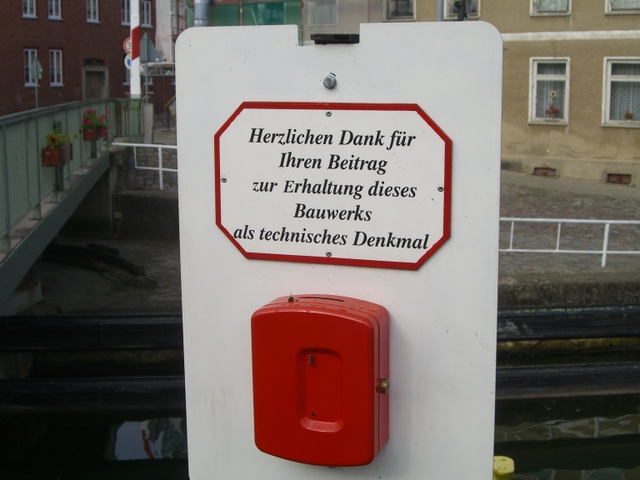 Herzlichen Dank für
Ihren Beitrag
zur Erhaltung dieses
Bauwerks
als technisches Denkmal